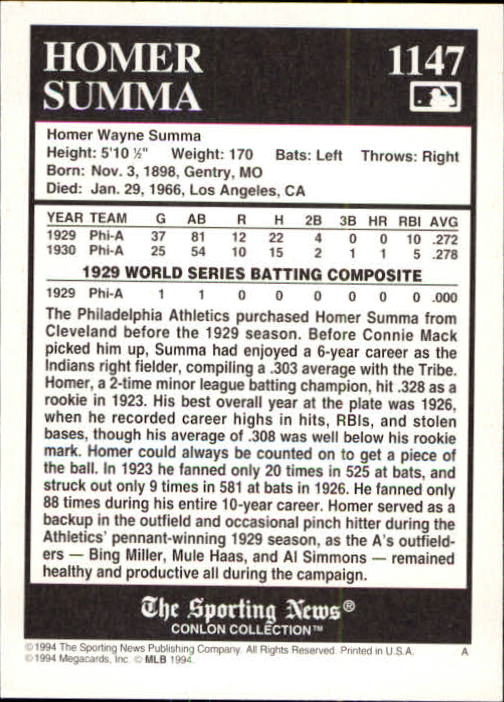 HOMER 1147
SUMMA
Homer Wayne Summa
Height: 5'10 ½" Weight: 170 Bats: Left Throws: Right
Born: Nov. 3, 1898, Gentry, MO
Died: Jan. 29, 1966, Los Angeles, CA
YEAR TEAM G AB R H 2B 3B HR RBI AVG
1929 Phi-A 37 81 12 22 4 0 0 10 .272
1930 Phi-A 25 54 10 15 2 1 1 5 .278
1929 WORLD SERIES BATTING COMPOSITE
1929 Phi-A 1 1 0 0 0 0 0 0 .000
The Philadelphia Athletics purchased Homer Summa from
Cleveland before the 1929 season. Before Connie Mack
picked him up, Summa had enjoyed a 6-year career as the
Indians right fielder, compiling a .303 average with the Tribe.
Homer, a 2-time minor league batting champion, hit .328 as a
rookie in 1923. His best overall year at the plate was 1926,
when he recorded career highs in hits, RBIs, and stolen
bases, though his average of .308 was well below his rookie
mark. Homer could always be counted on to get a piece of
the ball. In 1923 he fanned only 20 times in 525 at bats, and
struck out only 9 times in 581 at bats in 1926. He fanned only
88 times during his entire 10-year career. Homer served as a
backup in the outfield and occasional pinch hitter during the
Athletics' pennant-winning 1929 season, as the A's outfield-
ers — Bing Miller, Mule Haas, and Al Simmons — remained
healthy and productive all during the campaign.
The Sporting News®
CONLON COLLECTION™
©1994 The Sporting News Publishing Company. All Rights Reserved. Printed in U.S.A. A
©1994 Megacards, Inc. © MLB 1994.